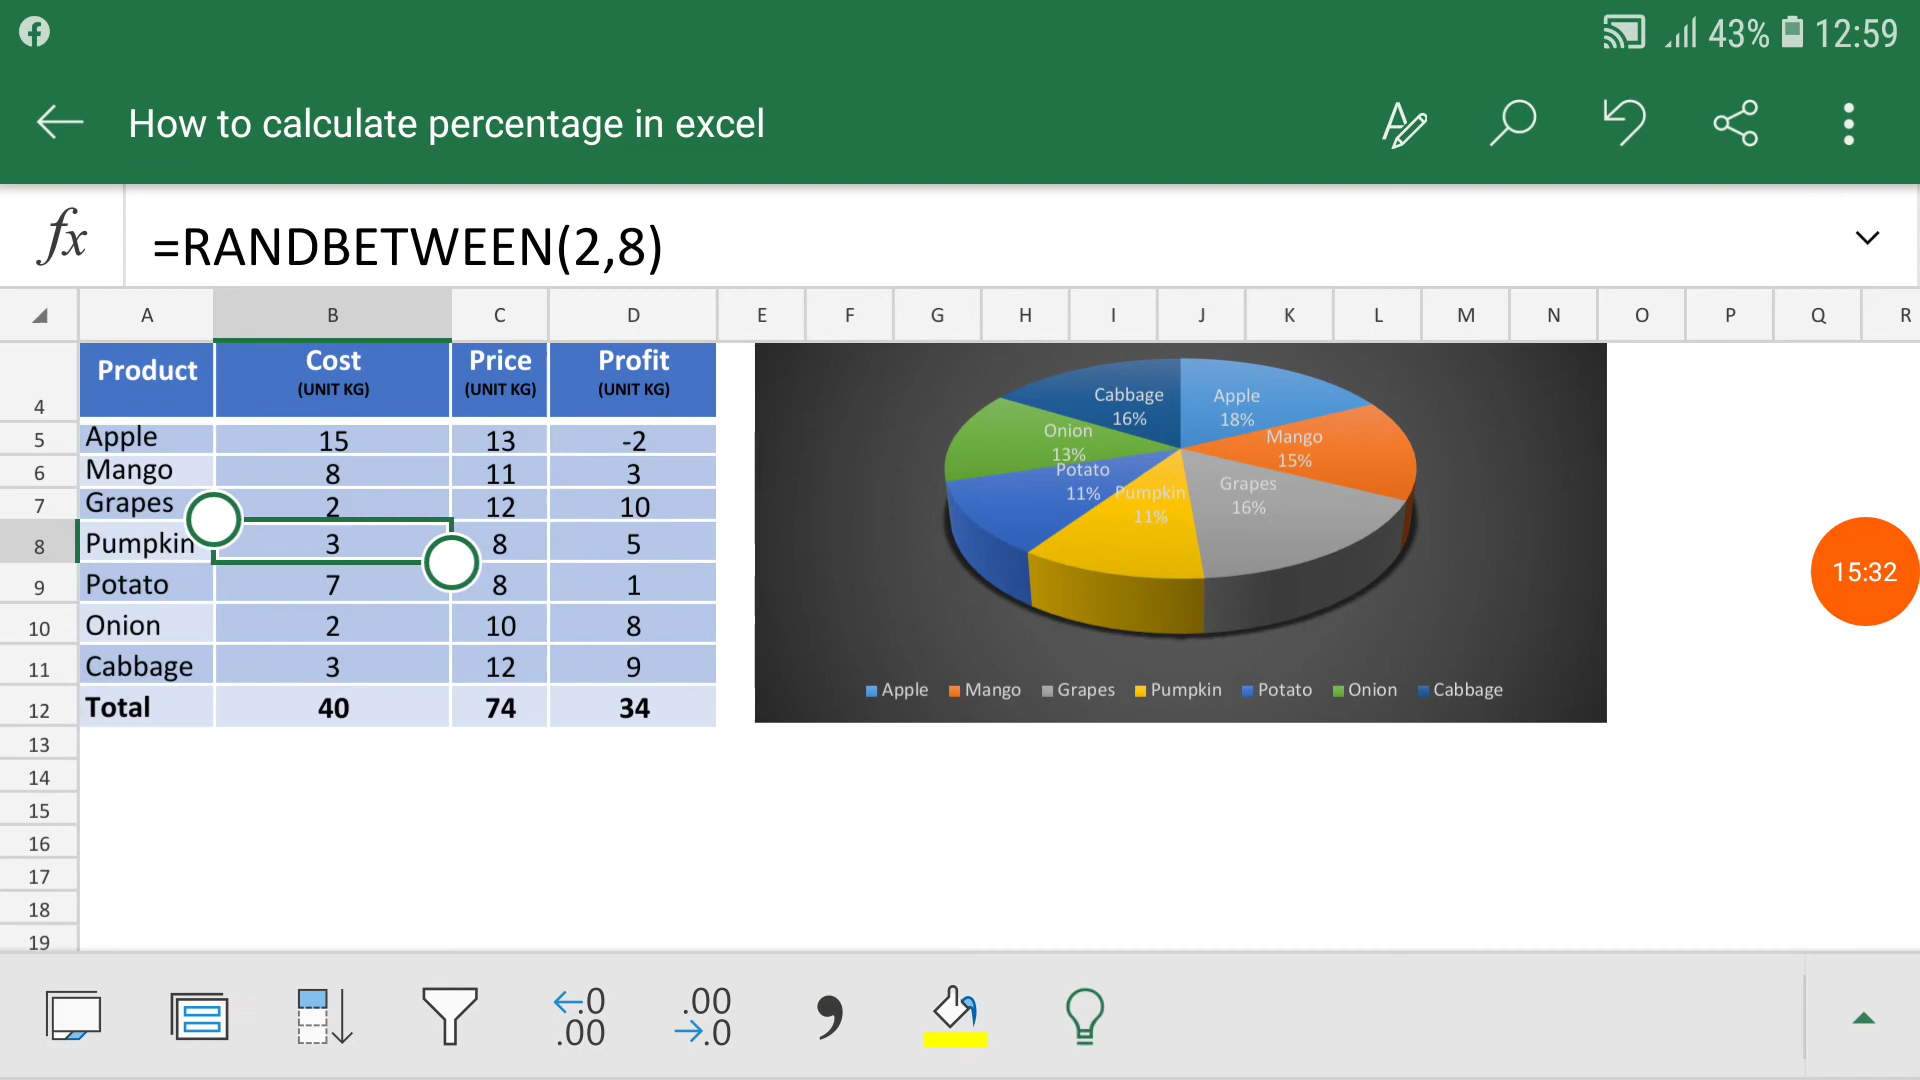 43% 12:59
How to calculate percentage in excel
fx =RANDBETWEEN(2,8)
A B C D E F G H I J K L M N O P Q R
4 Product Cost (UNIT KG) Price (UNIT KG) Profit (UNIT KG)
5 Apple 15 13 -2
6 Mango 8 11 3
7 Grapes 2 12 10
8 Pumpkin 3 8 5
9 Potato 7 8 1
10 Onion 2 10 8
11 Cabbage 3 12 9
12 Total 40 74 34
13
14
15
16
17
18
19
Cabbage
16%
Apple
18%
Onion
13%
Mango
15%
Potato
11%
Pumpkin
11%
Grapes
16%
Apple Mango Grapes Pumpkin Potato Onion Cabbage
15:32
←.0
.00
.00
→.0
,